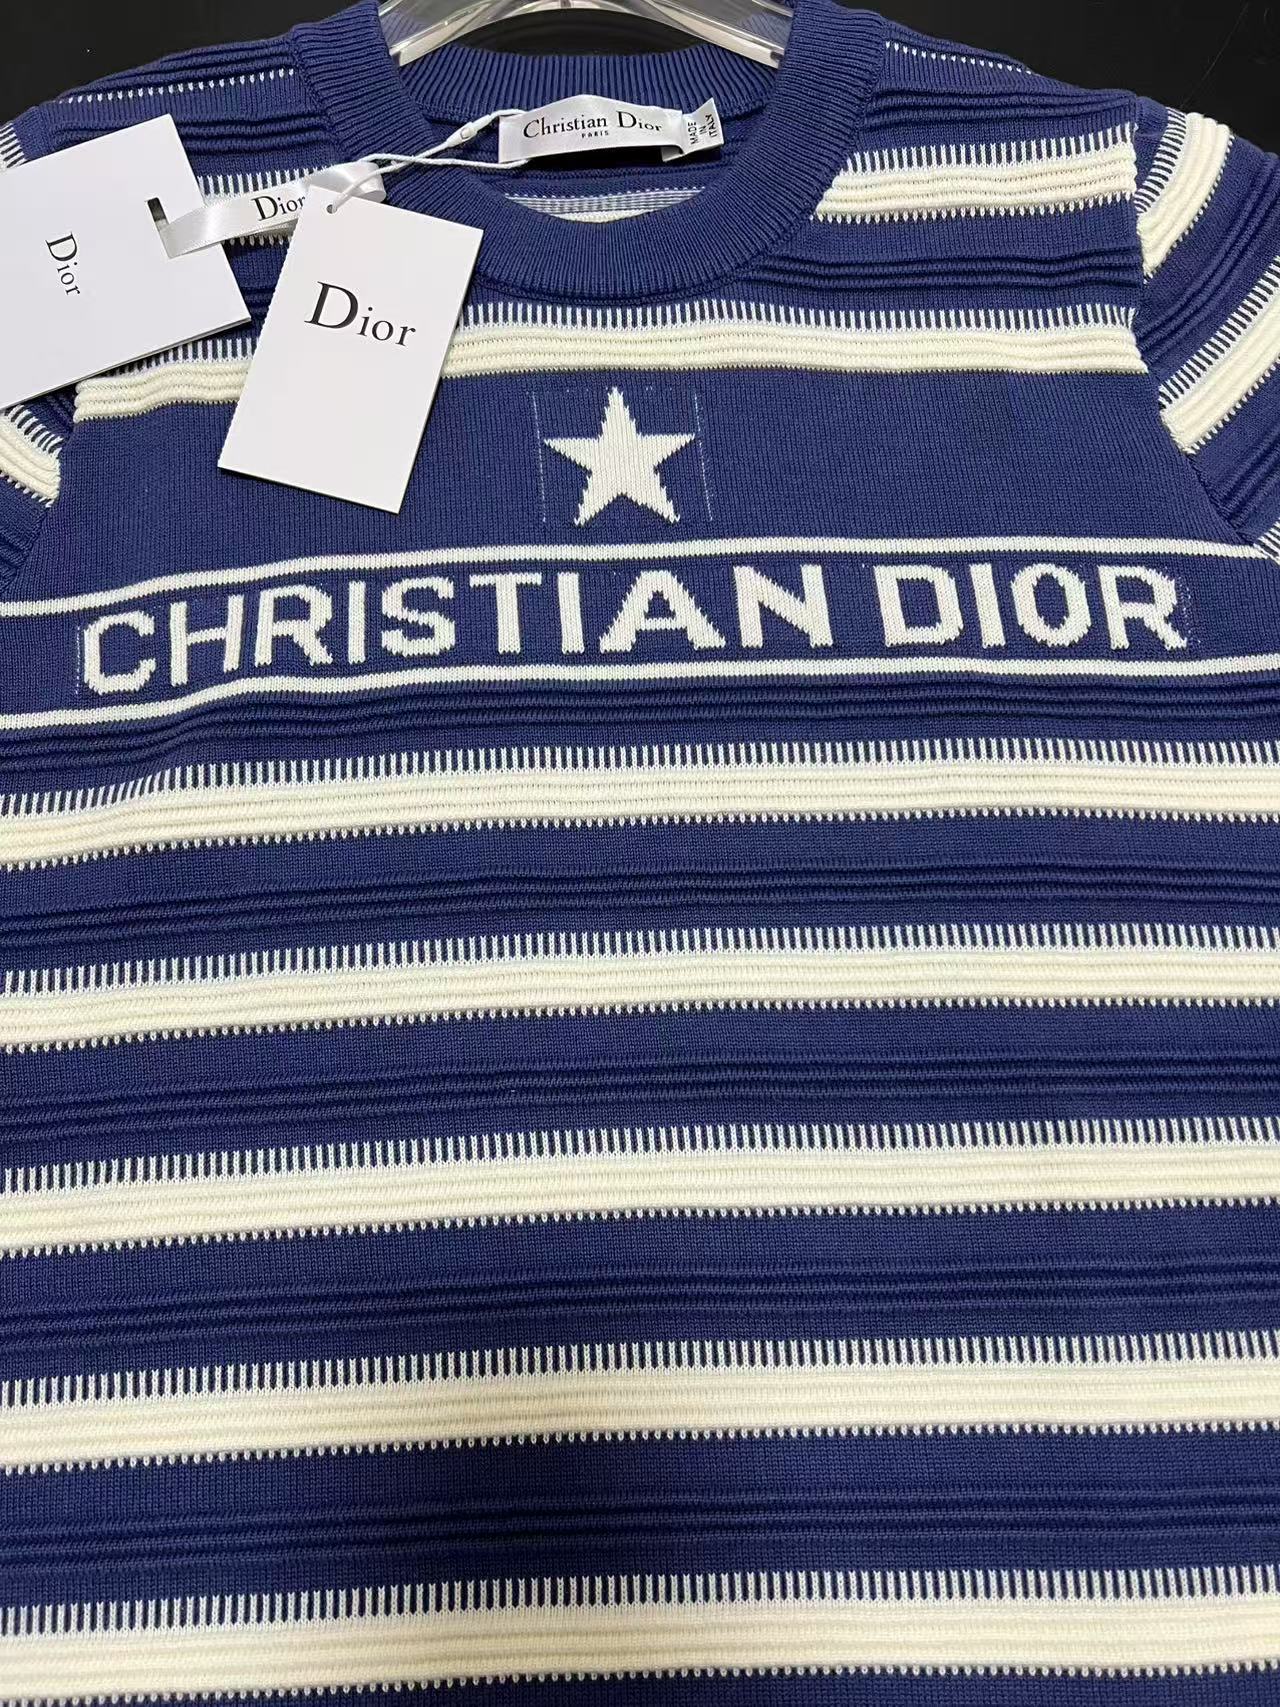 Christian Dior
PARIS
MADE
IN
ITALY
Dior
Dior
Dior
CHRISTIAN DIOR